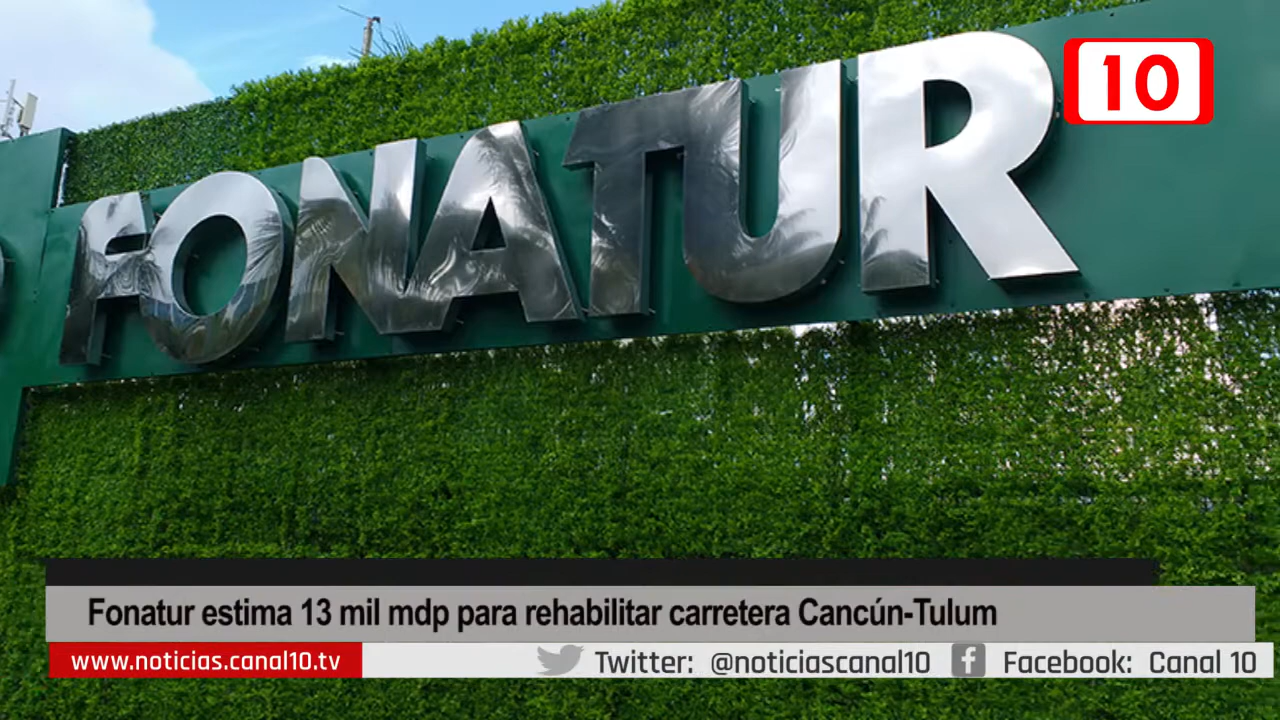 10
FONATUR
Fonatur estima 13 mil mdp para rehabilitar carretera Cancún-Tulum
www.noticias.canal10.tv
Twitter: @noticiascanal10
Facebook: Canal 10